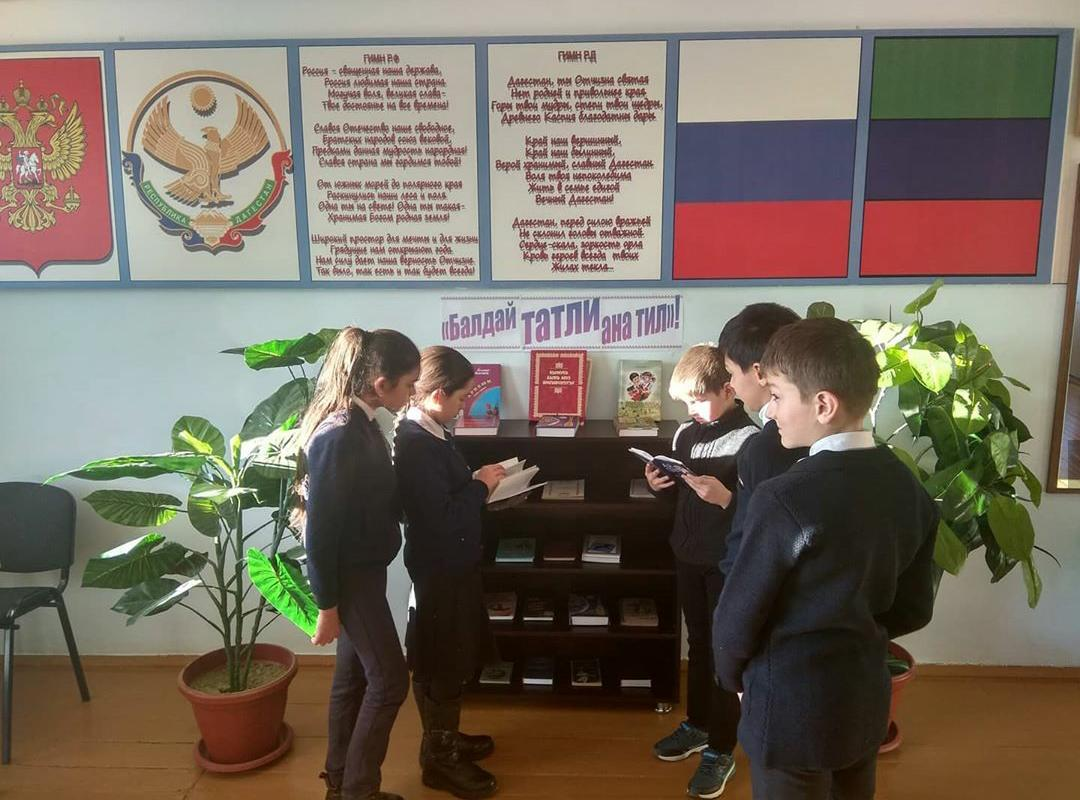 РЕСПУБЛИКА ДАГЕСТАН
ГИМН РФ
Россия - священная наша держава,
Россия любимая наша страна.
Могучая воля, великая слава-
Твое достояние на все времена!
Славься Отечество наше свободное,
Братских народов союз вековой,
Предками данная мудрость народная!
Славься страна мы гордимся тобой!
От южных морей до полярного края
Раскинулись наши леса и поля.
Одна ты на свете! Одна ты такая-
Хранимая Богом родная земля!
Широкий простор для мечты и для жизни
Грядущие нам открывают года.
Нам силу дает наша верность Отчизне.
Так было, так есть и так будет всегда!
ГИМН РД
Дагестан, ты Отчизна святая
Нет родней и привольнее края
Горы твои мудры, степи твои щедры,
Древнего Каспия благодатны дары.
Край наш вершинный,
Край наш былинный,
Верой хранимый, славный Дагестан.
Воля твоя непоколебима
Жить в семье единой
Вечный Дагестан!
Дагестан, перед силою вражьей
Не склонил головы отважной.
Сердце-скала, зоркость орла
Кровь героев всегда твоих
Жилах текла...
«Балдай татли ана тил»!